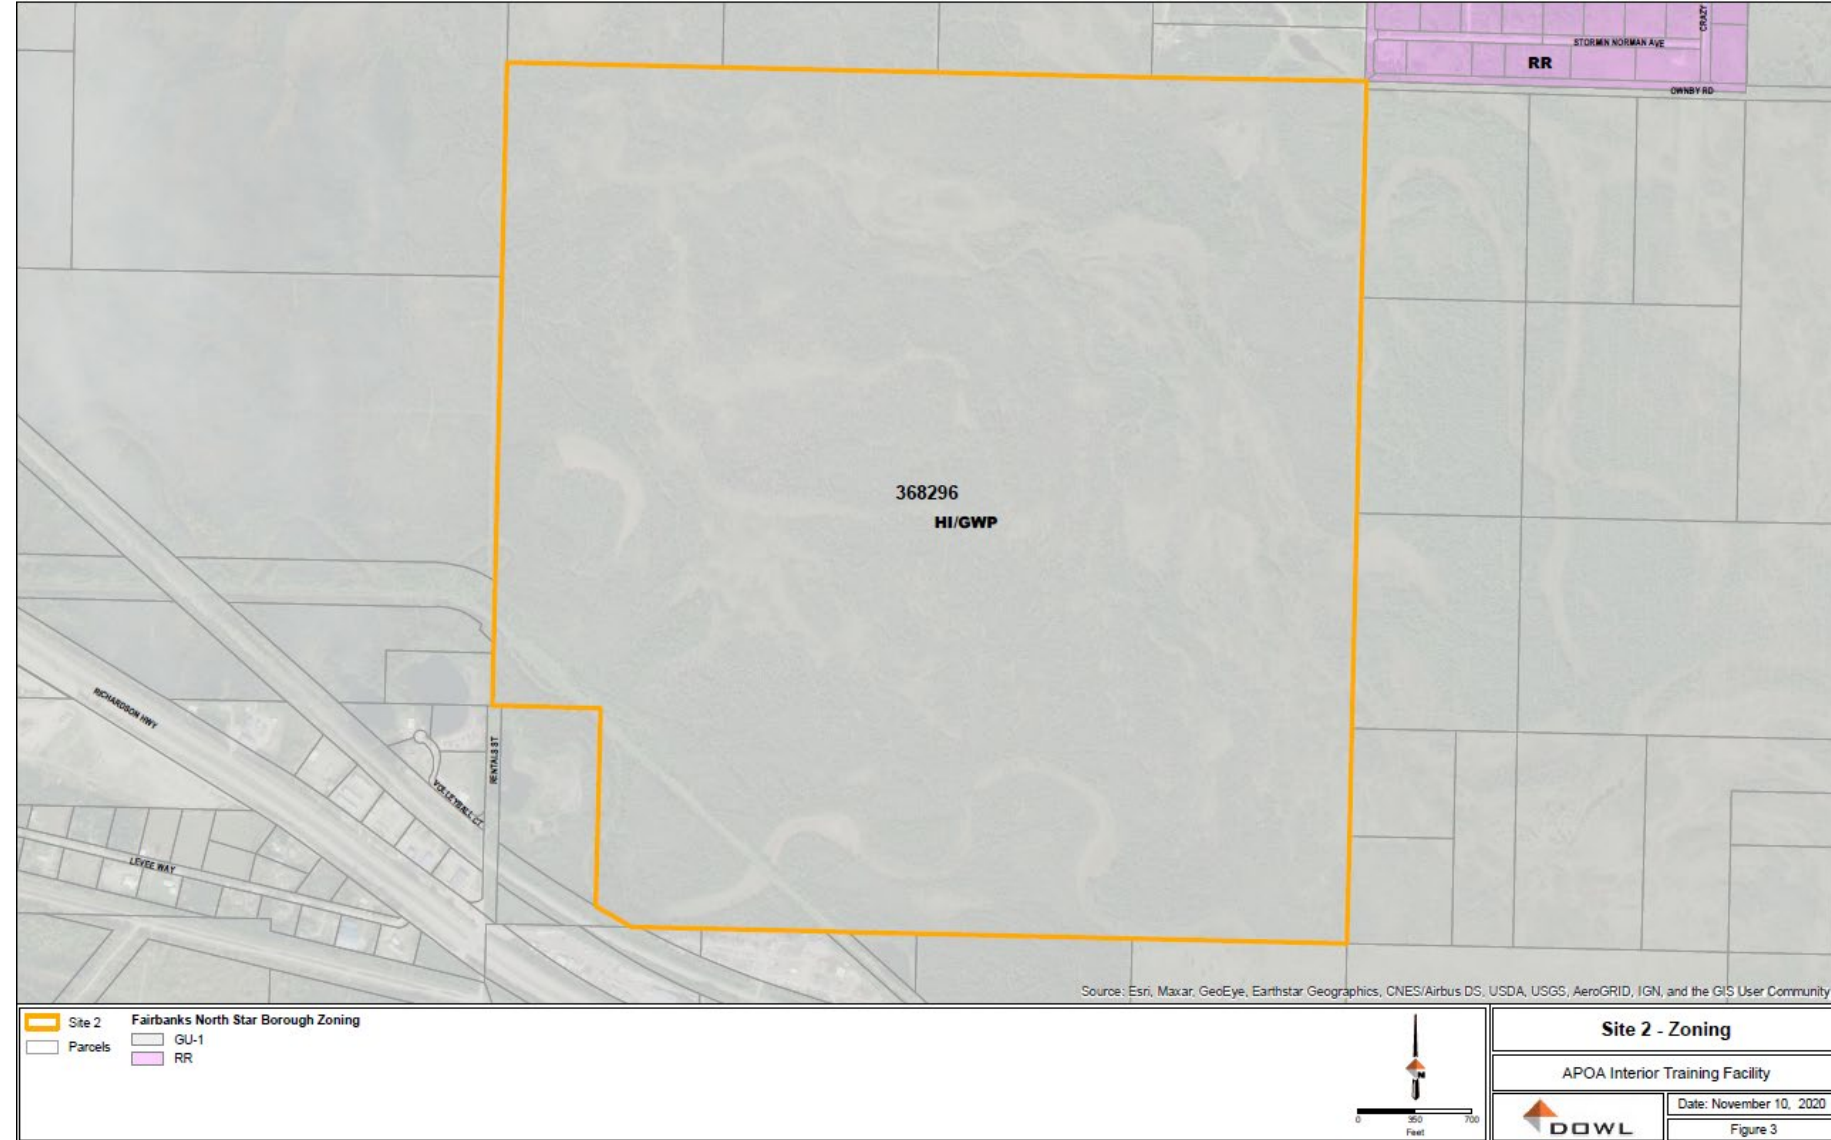 CRAZY
STORMIN NORMAN AVE
RR
OWNBY RD
368296
HI/GWP
RICHARDSON HWY
RENTALS ST
VOLLEYBALL CT
LEVEE WAY
Source: Esri, Maxar, GeoEye, Earthstar Geographics, CNES/Airbus DS, USDA, USGS, AeroGRID, IGN, and the GIS User Community
Site 2
Parcels
Fairbanks North Star Borough Zoning
GU-1
RR
N
0 350 700
Feet
Site 2 - Zoning
APOA Interior Training Facility
DOWL
Date: November 10, 2020
Figure 3